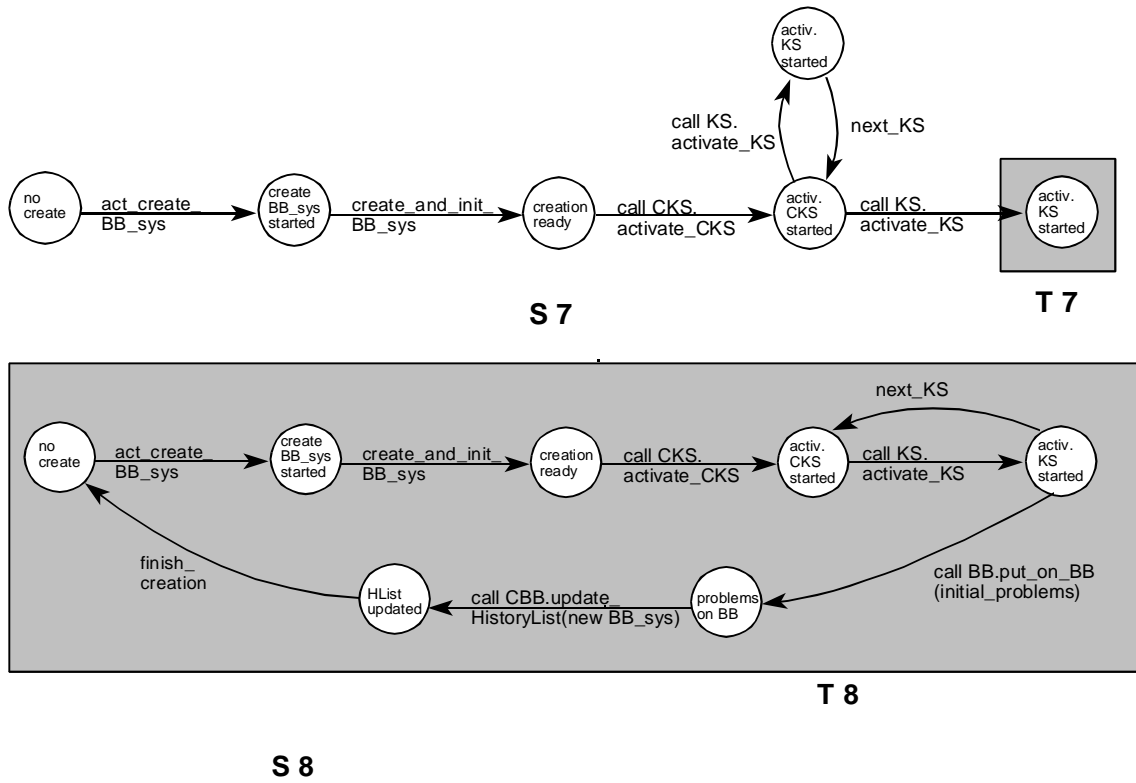 activ.
KS
started
call KS.
activate_KS
next_KS
no
create
act_create_
BB_sys
create
BB_sys
started
create_and_init_
BB_sys
creation
ready
call CKS.
activate_CKS
activ.
CKS
started
call KS.
activate_KS
activ.
KS
started
S 7
T 7
next_KS
no
create
act_create_
BB_sys
create
BB_sys
started
create_and_init_
BB_sys
creation
ready
call CKS.
activate_CKS
activ.
CKS
started
call KS.
activate_KS
activ.
KS
started
finish_
creation
HList
updated
call CBB.update_
HistoryList(new BB_sys)
problems
on BB
call BB.put_on_BB
(initial_problems)
T 8
S 8